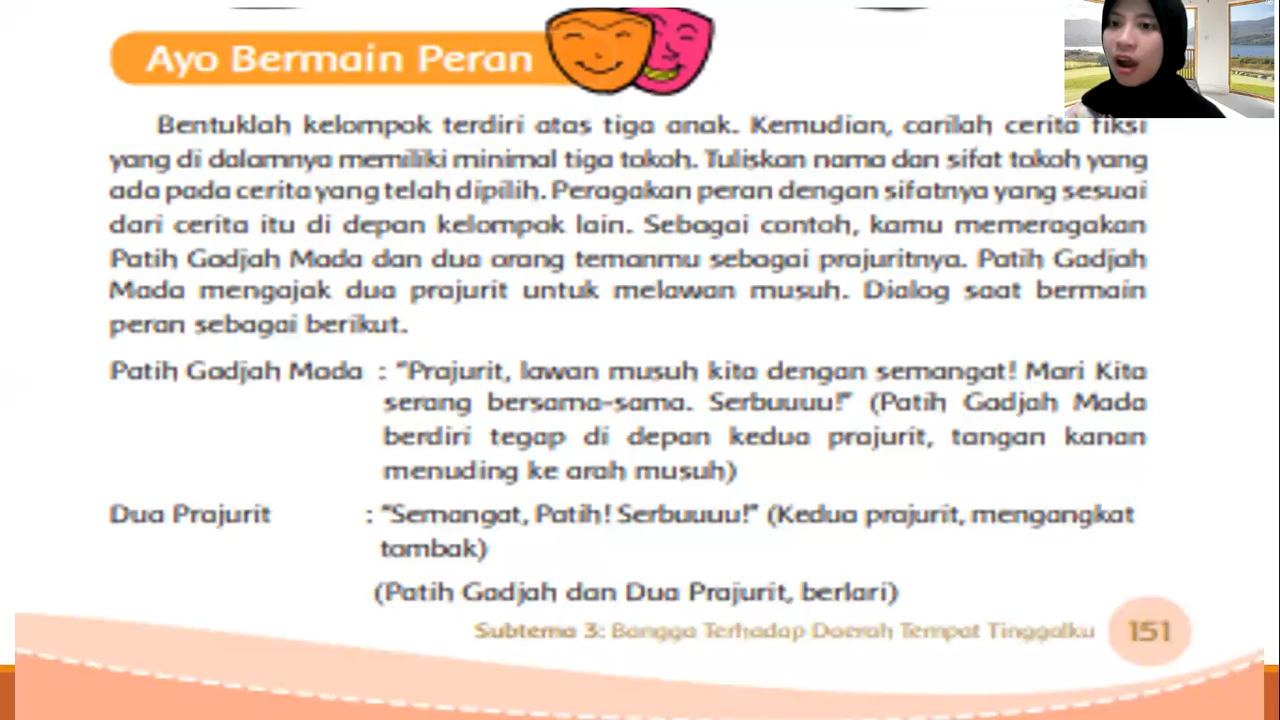 Ayo Bermain Peran
Bentuklah kelompok terdiri atas tiga anak. Kemudian, carilah cerita fiksi
yang di dalamnya memiliki minimal tiga tokoh. Tuliskan nama dan sifat tokoh yang
ada pada cerita yang telah dipilih. Peragakan peran dengan sifatnya yang sesuai
dari cerita itu di depan kelompok lain. Sebagai contoh, kamu memeragakan
Patih Gadjah Mada dan dua orang temanmu sebagai prajuritnya. Patih Gadjah
Mada mengajak dua prajurit untuk melawan musuh. Dialog saat bermain
peran sebagai berikut.
Patih Gadjah Mada : "Prajurit, lawan musuh kita dengan semangat! Mari Kita
serang bersama-sama. Serbuuuu!" (Patih Gadjah Mada
berdiri tegap di depan kedua prajurit, tangan kanan
menuding ke arah musuh)
Dua Prajurit : "Semangat, Patih! Serbuuuu!" (Kedua prajurit, mengangkat
tombak)
(Patih Gadjah dan Dua Prajurit, berlari)
Subtema 3: Bangga Terhadap Daerah Tempat Tinggalku 151